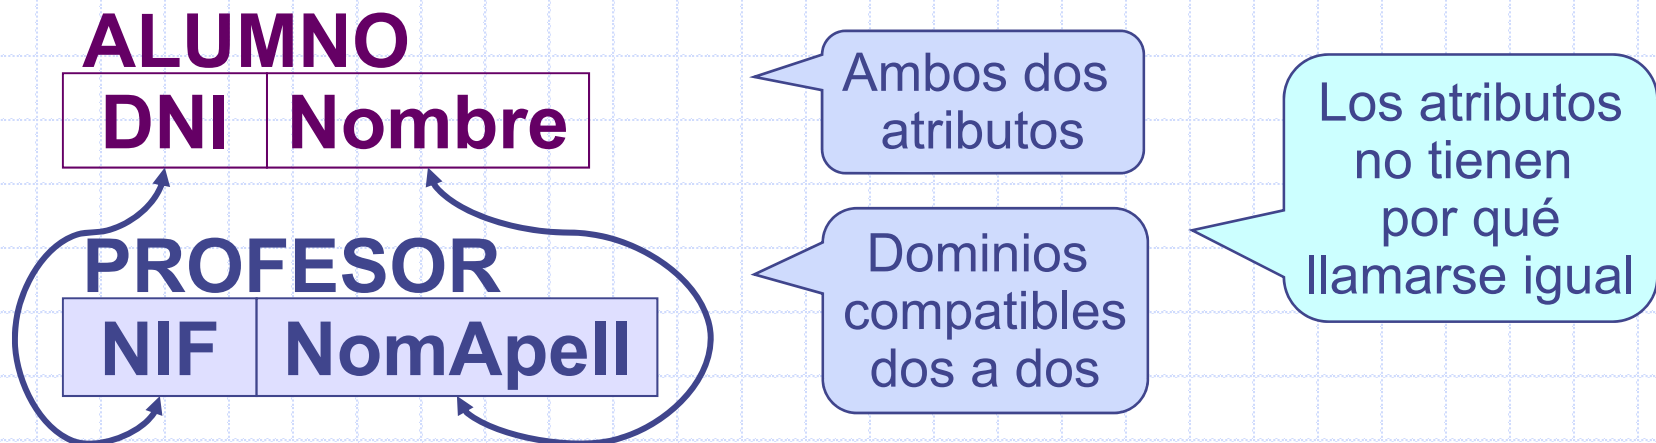 ALUMNO
DNI Nombre
PROFESOR
NIF NomApell
Ambos dos
atributos
Dominios
compatibles
dos a dos
Los atributos
no tienen
por qué
llamarse igual